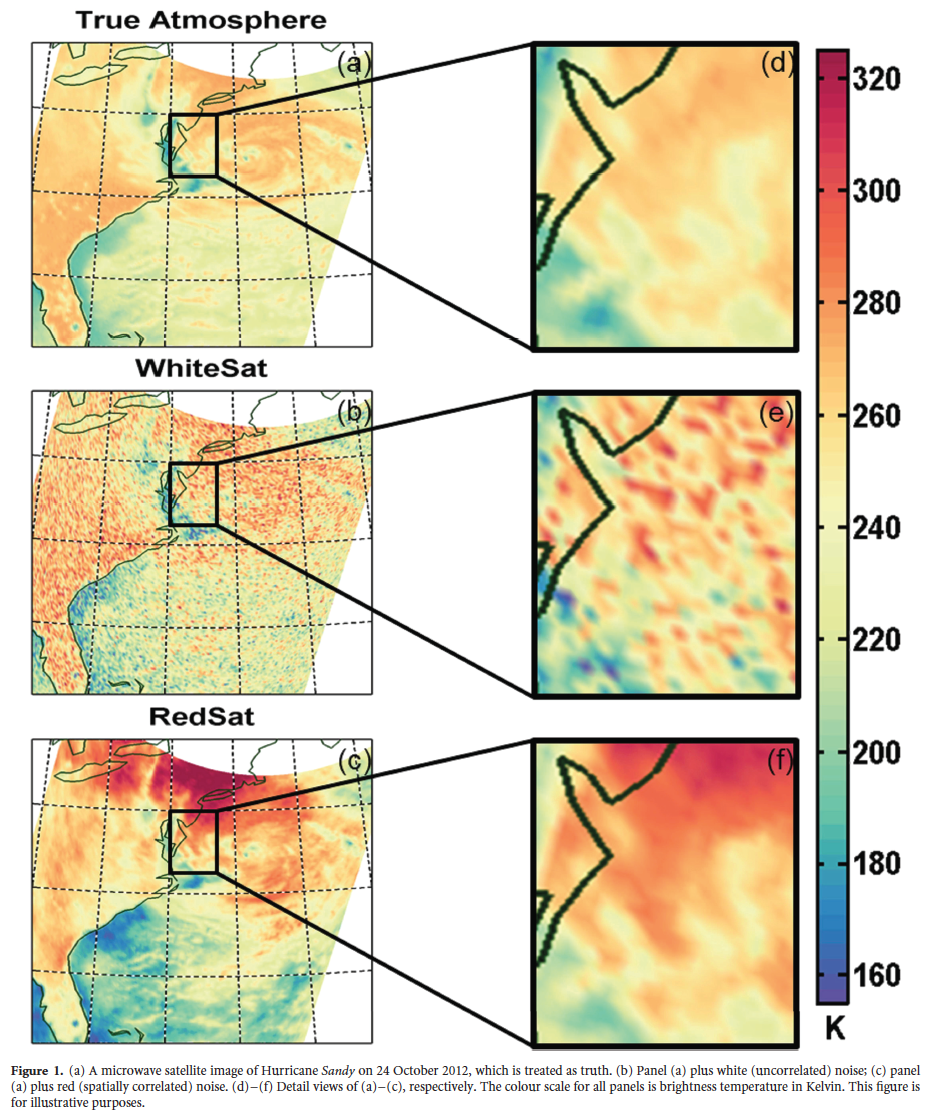 True Atmosphere
(a)
(d)
WhiteSat
(b)
(e)
RedSat
(c)
(f)
320
300
280
260
240
220
200
180
160
K
Figure 1. (a) A microwave satellite image of Hurricane Sandy on 24 October 2012, which is treated as truth. (b) Panel (a) plus white (uncorrelated) noise; (c) panel
(a) plus red (spatially correlated) noise. (d)−(f) Detail views of (a)−(c), respectively. The colour scale for all panels is brightness temperature in Kelvin. This figure is
for illustrative purposes.